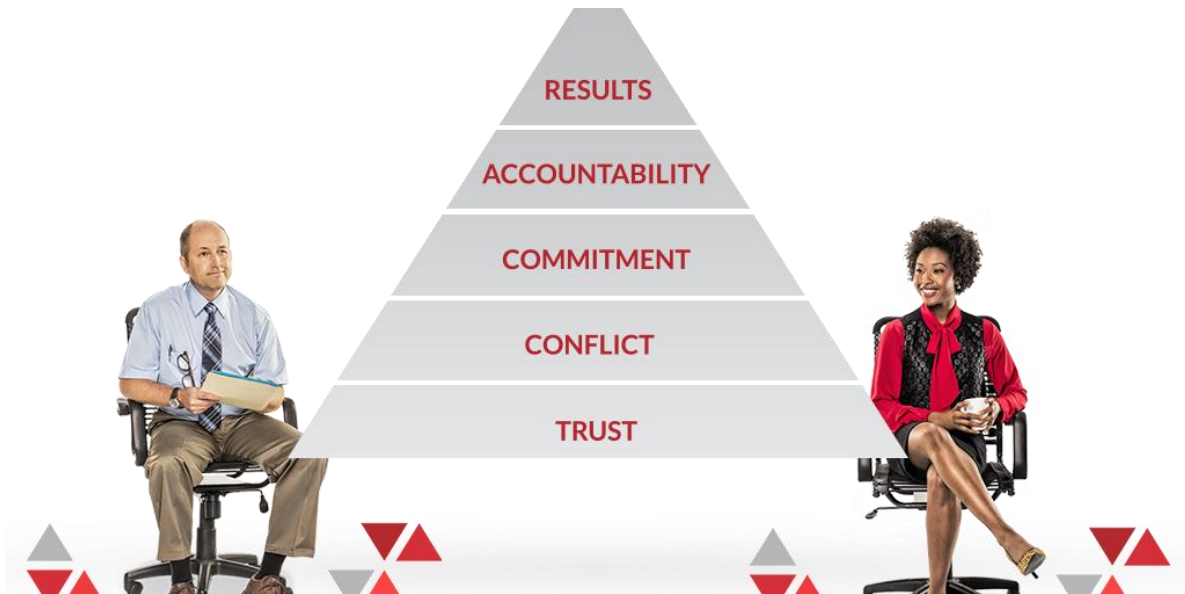 RESULTS
ACCOUNTABILITY
COMMITMENT
CONFLICT
TRUST